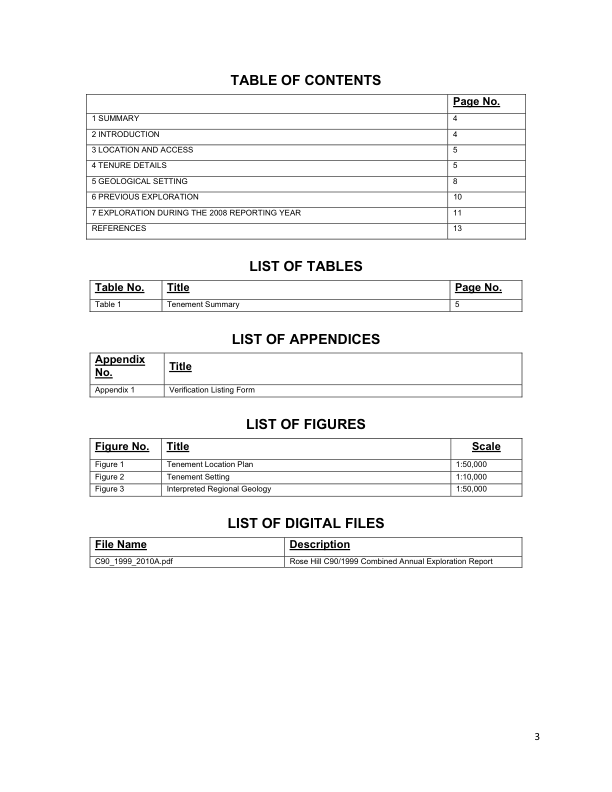 TABLE OF CONTENTS
Page No.
1 SUMMARY 4
2 INTRODUCTION 4
3 LOCATION AND ACCESS 5
4 TENURE DETAILS 5
5 GEOLOGICAL SETTING 8
6 PREVIOUS EXPLORATION 10
7 EXPLORATION DURING THE 2008 REPORTING YEAR 11
REFERENCES 13
LIST OF TABLES
Table No. Title Page No.
Table 1 Tenement Summary 5
LIST OF APPENDICES
Appendix
No. Title
Appendix 1 Verification Listing Form
LIST OF FIGURES
Figure No. Title Scale
Figure 1 Tenement Location Plan 1:50,000
Figure 2 Tenement Setting 1:10,000
Figure 3 Interpreted Regional Geology 1:50,000
LIST OF DIGITAL FILES
File Name Description
C90_1999_2010A.pdf Rose Hill C90/1999 Combined Annual Exploration Report
3